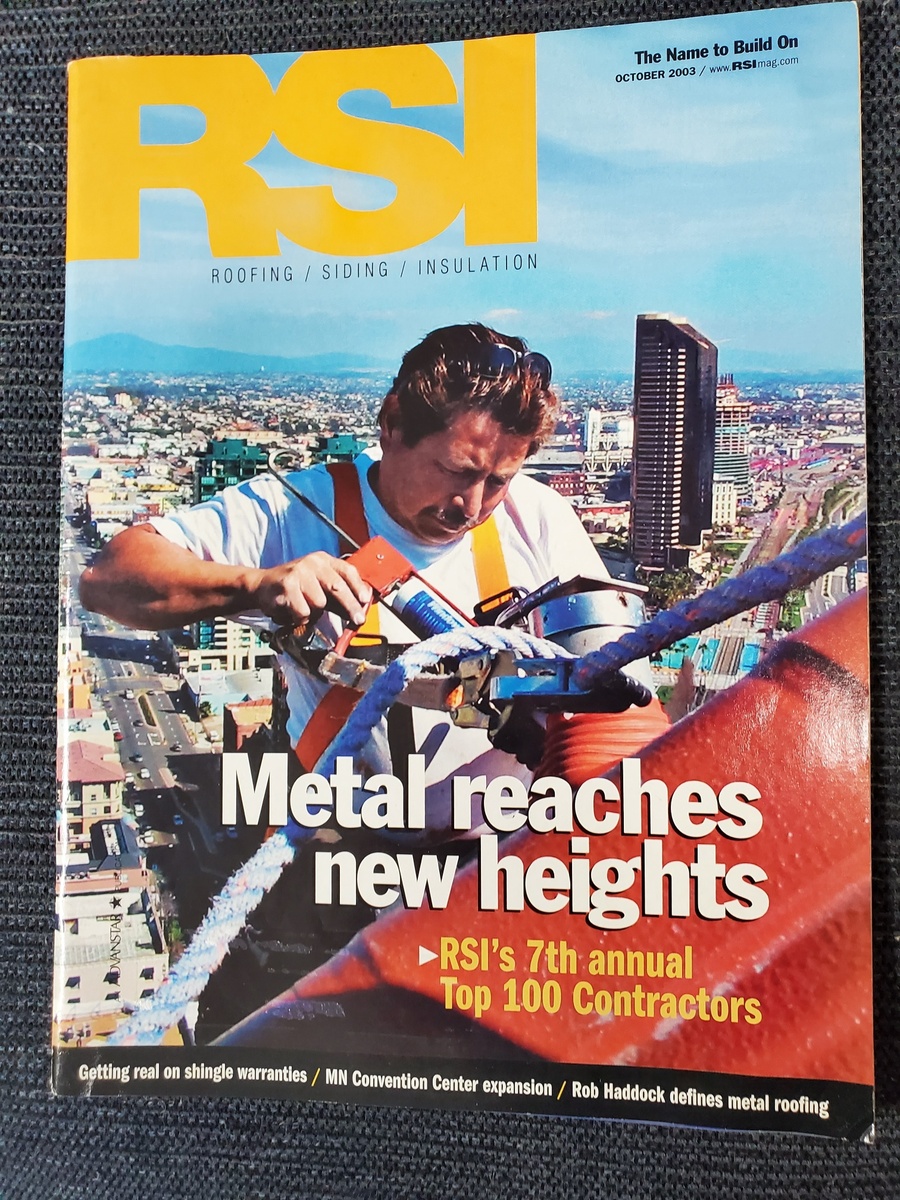 RSI
The Name to Build On
OCTOBER 2003 / www.RSImag.com
ROOFING / SIDING / INSULATION
Metal reaches
new heights
►RSI's 7th annual
Top 100 Contractors
ADVANSTAR ★
Getting real on shingle warranties / MN Convention Center expansion / Rob Haddock defines metal roofing